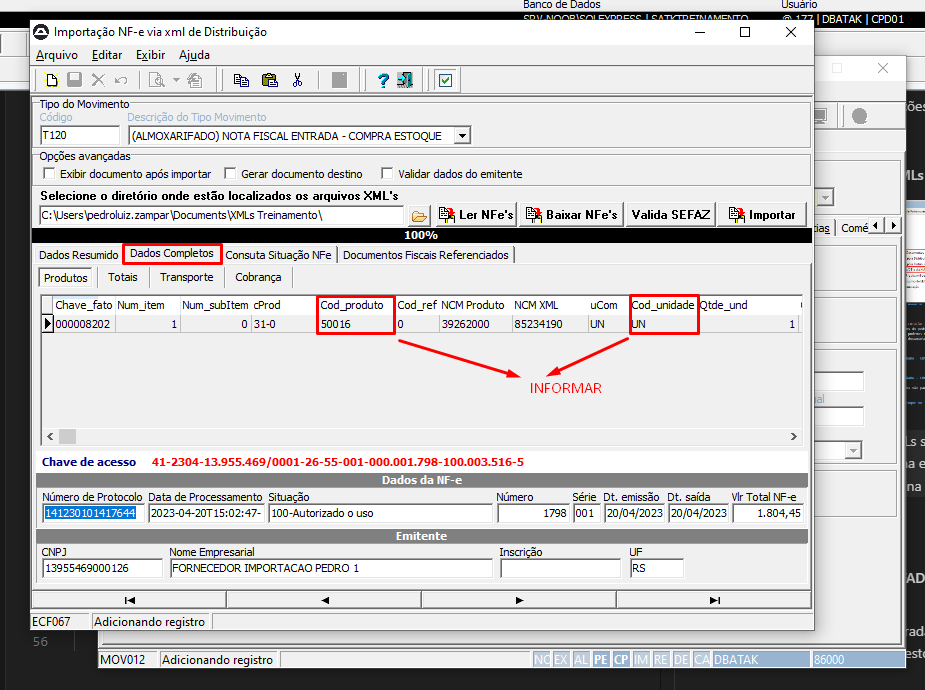 Banco de Dados Usuário
SRV-NOOB\SQLEXPRESS | SATKTREINAMENTO @ 177 | DBATAK | CPD01
Importação NF-e via xml de Distribuição
Arquivo Editar Exibir Ajuda
Tipo do Movimento
Código Descrição do Tipo Movimento
T120 (ALMOXARIFADO) NOTA FISCAL ENTRADA - COMPRA ESTOQUE
Opções avançadas
Exibir documento após importar Gerar documento destino Validar dados do emitente
Selecione o diretório onde estão localizados os arquivos XML's
C:\Users\pedroluiz.zampar\Documents\XMLs Treinamento\ Ler NFe's Baixar NFe's Valida SEFAZ Importar
100%
Dados Resumido Dados Completos Consuta Situação NFe Documentos Fiscais Referenciados
Comé
Produtos Totais Transporte Cobrança
Chave_fato Num_item Num_subItem cProd Cod_produto Cod_ref NCM Produto NCM XML uCom Cod_unidade Qtde_und
000008202 1 0 31-0 50016 0 39262000 85234190 UN UN 1
INFORMAR
Chave de acesso 41-2304-13.955.469/0001-26-55-001-000.001.798-100.003.516-5
Dados da NF-e
Número de Protocolo Data de Processamento Situação Número Série Dt. emissão Dt. saída Vlr Total NF-e
141230101417644 2023-04-20T15:02:47- 100-Autorizado o uso 1798 001 20/04/2023 20/04/2023 1.804,45
Emitente
CNPJ Nome Empresarial Inscrição UF
13955469000126 FORNECEDOR IMPORTACAO PEDRO 1 RS
ECF067 Adicionando registro
56
MOV012 Adicionando registro NO EX AL PE CP IM RE DE CA DBATAK 86000